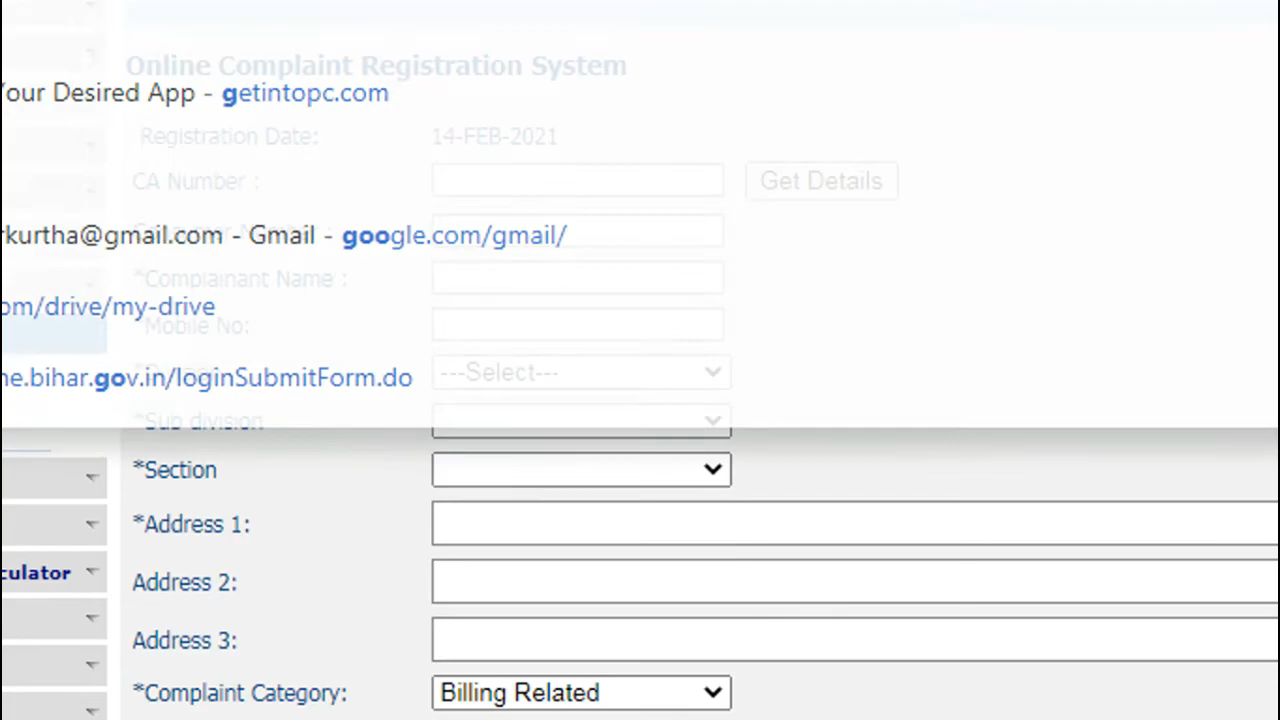 Online Complaint Registration System
Your Desired App - getintopc.com
Registration Date: 14-FEB-2021
CA Number : Get Details
rkurtha@gmail.com - Gmail - google.com/gmail/
*Complainant Name :
om/drive/my-drive
*Mobile No:
ne.bihar.gov.in/loginSubmitForm.do
---Select---
*Sub division
*Section
*Address 1:
culator
Address 2:
Address 3:
*Complaint Category: Billing Related